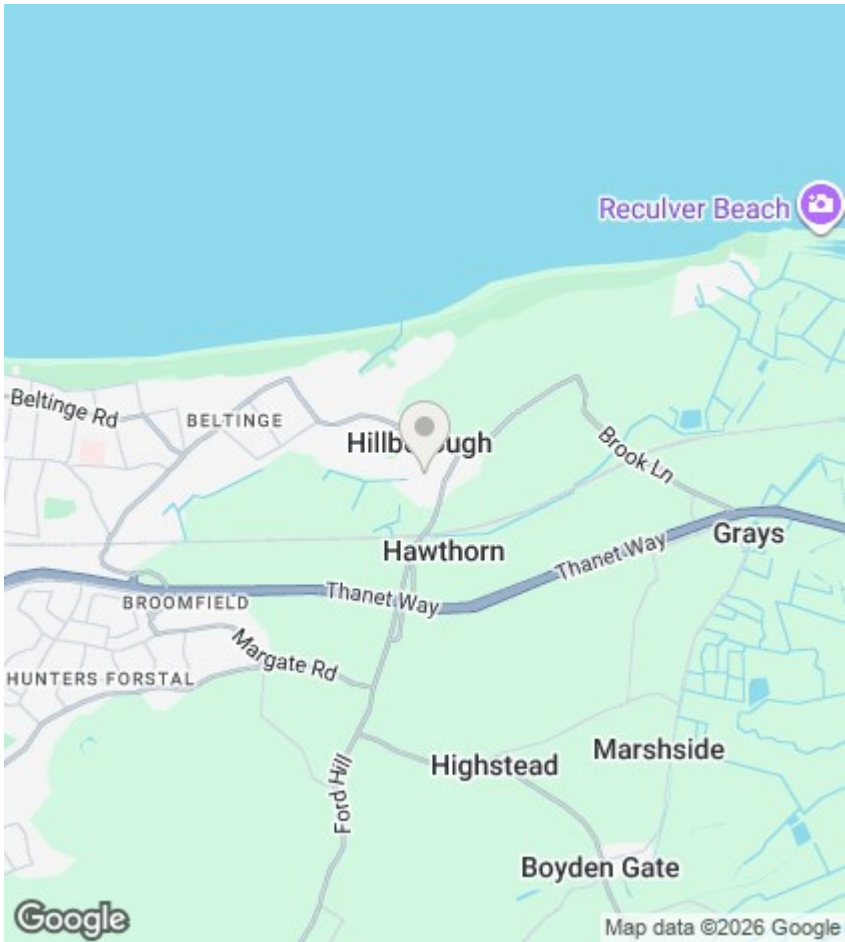 Reculver Beach
Beltinge Rd
BELTINGE
Brook Ln
Hawthorn
Grays
Thanet Way
Thanet Way
BROOMFIELD
Margate Rd
HUNTERS FORSTAL
Marshside
Highstead
Ford Hill
Boyden Gate
Google
Map data ©2026 Google